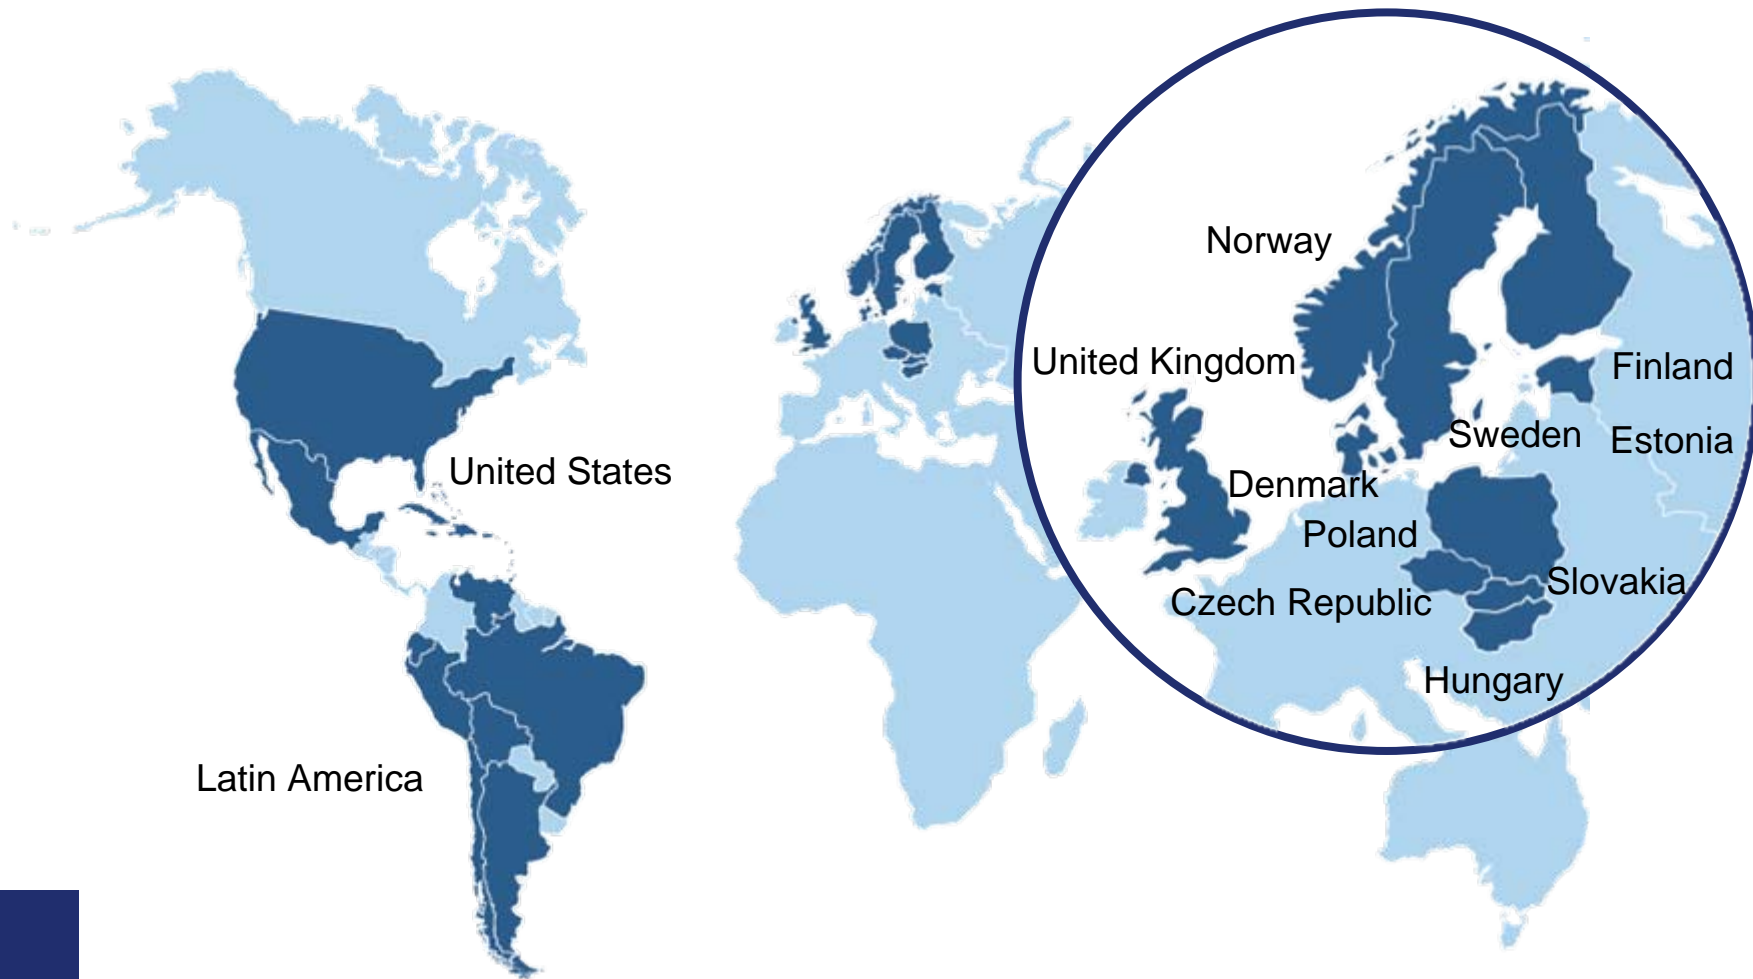 Norway
United Kingdom
Finland
Sweden
Estonia
United States
Denmark
Poland
Slovakia
Czech Republic
Hungary
Latin America